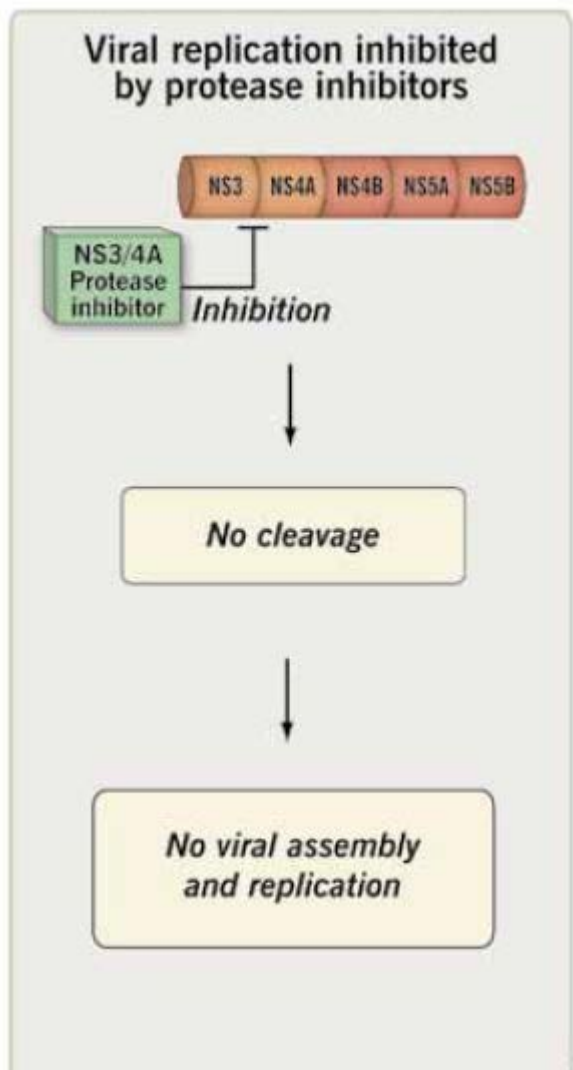 Viral replication inhibited
by protease inhibitors
NS3 NS4A NS4B NS5A NS5B
NS3/4A
Protease
inhibitor
Inhibition
No cleavage
No viral assembly
and replication